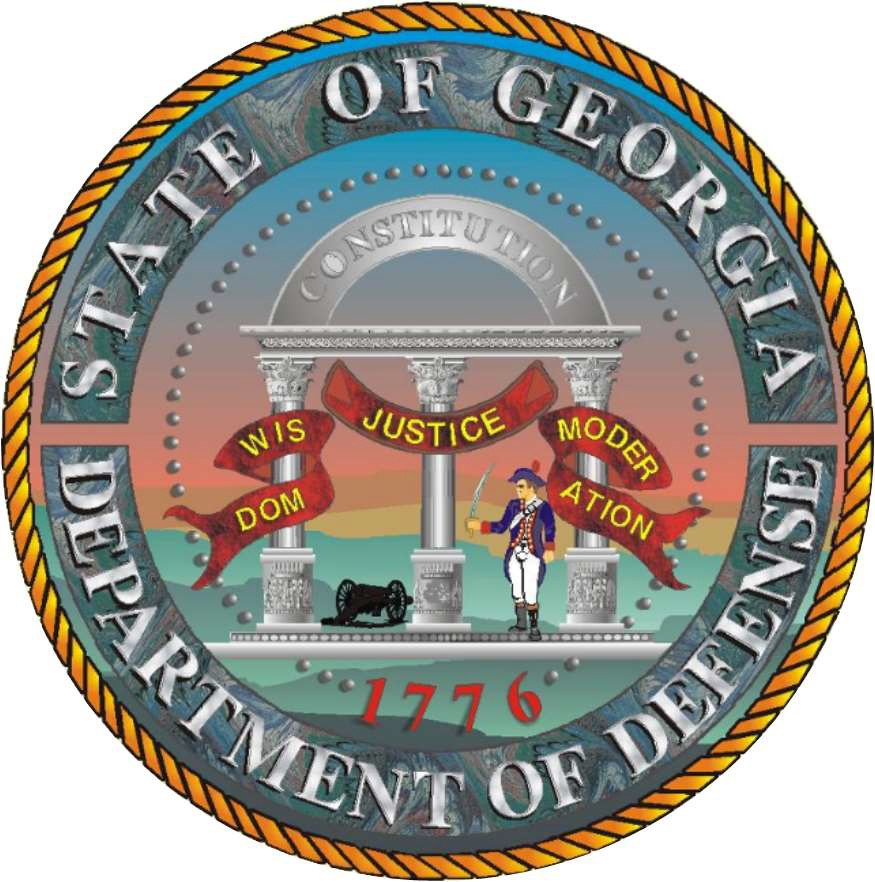 STATE OF GEORGIA
CONSTITUTION
WIS
DOM
JUSTICE
MODER
ATION
1776
DEPARTMENT OF DEFENSE